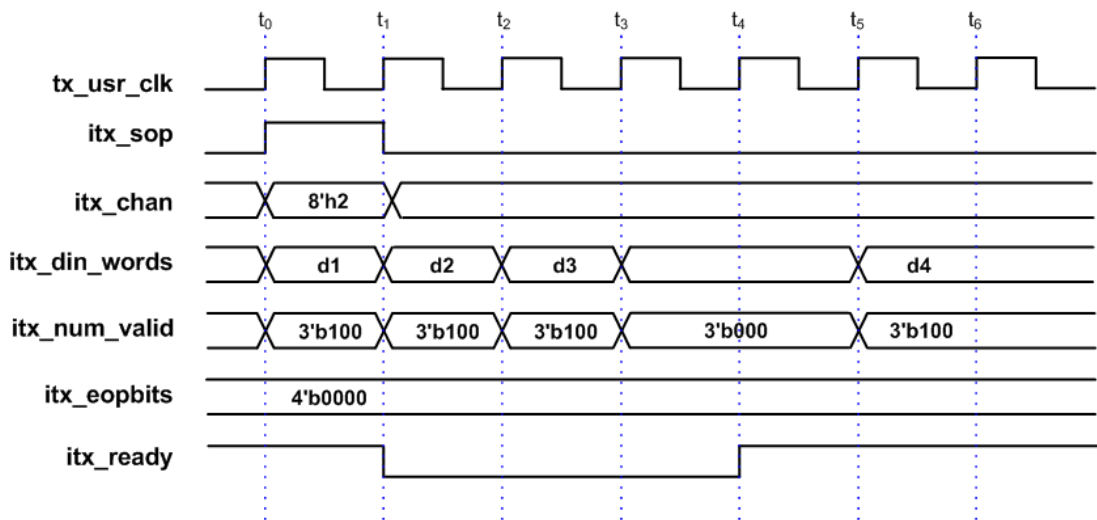 t0 t1 t2 t3 t4 t5 t6
tx_usr_clk
itx_sop
itx_chan 8'h2
itx_din_words d1 d2 d3 d4
itx_num_valid 3'b100 3'b100 3'b100 3'b000 3'b100
itx_eopbits 4'b0000
itx_ready